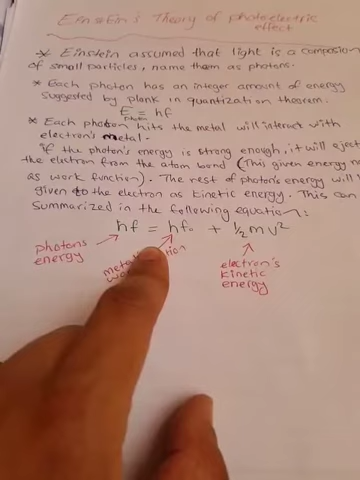 Einstein's Theory of photoelectric
effect
* Einstein assumed that light is a composion
of small particles, name them as photons.
* Each photon has an integer amount of energy
suggested by plank in quantization theorem.
E = hf
photon
* Each photon hits the metal will interact with
electron's metal.
if the photon's energy is strong enough, it will eject
the electron from the atom bond (This given energy
as work function). The rest of photon's energy will
given to the electron as kinetic energy. This can
summarized in the following equation:
hf = hf₀ + ½ m v²
photons
energy
electron's
kinetic
energy